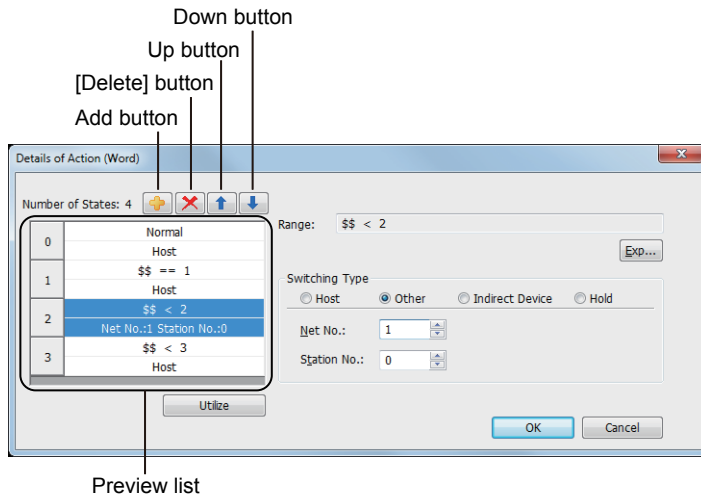 Down button
Up button
[Delete] button
Add button
Details of Action (Word)
Number of States: 4
0
Normal
Host
1
$$ == 1
Host
2
$$ < 2
Net No.:1 Station No.:0
3
$$ < 3
Host
Utilize
Range: $$ < 2
Exp...
Switching Type
Host Other Indirect Device Hold
Net No.: 1
Station No.: 0
OK Cancel
Preview list